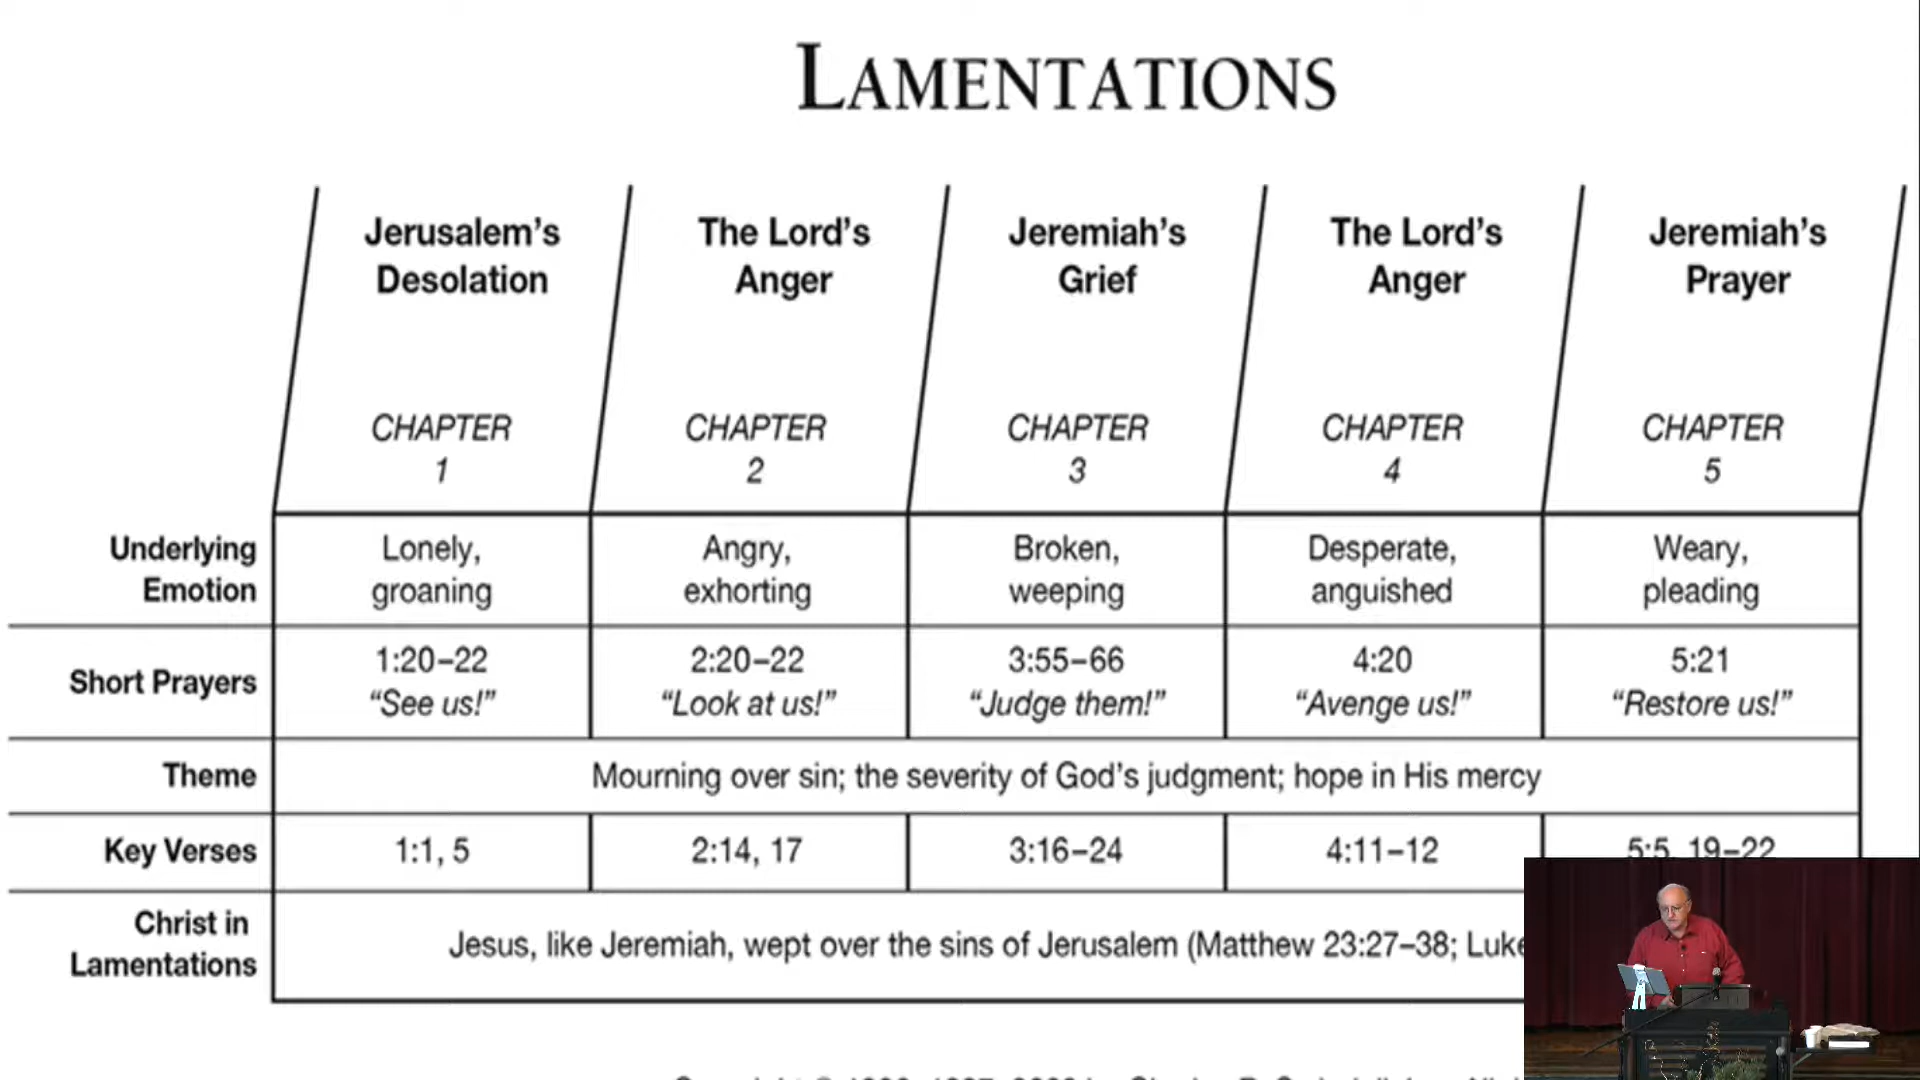 LAMENTATIONS
Jerusalem's
Desolation
The Lord's
Anger
Jeremiah's
Grief
The Lord's
Anger
Jeremiah's
Prayer
CHAPTER
1
CHAPTER
2
CHAPTER
3
CHAPTER
4
CHAPTER
5
Underlying
Emotion
Lonely,
groaning
Angry,
exhorting
Broken,
weeping
Desperate,
anguished
Weary,
pleading
Short Prayers
1:20–22
“See us!”
2:20–22
“Look at us!”
3:55–66
“Judge them!”
4:20
“Avenge us!”
5:21
“Restore us!”
Theme
Mourning over sin; the severity of God's judgment; hope in His mercy
Key Verses
1:1, 5
2:14, 17
3:16–24
4:11–12
5:5, 19–22
Christ in
Lamentations
Jesus, like Jeremiah, wept over the sins of Jerusalem (Matthew 23:27–38; Luke